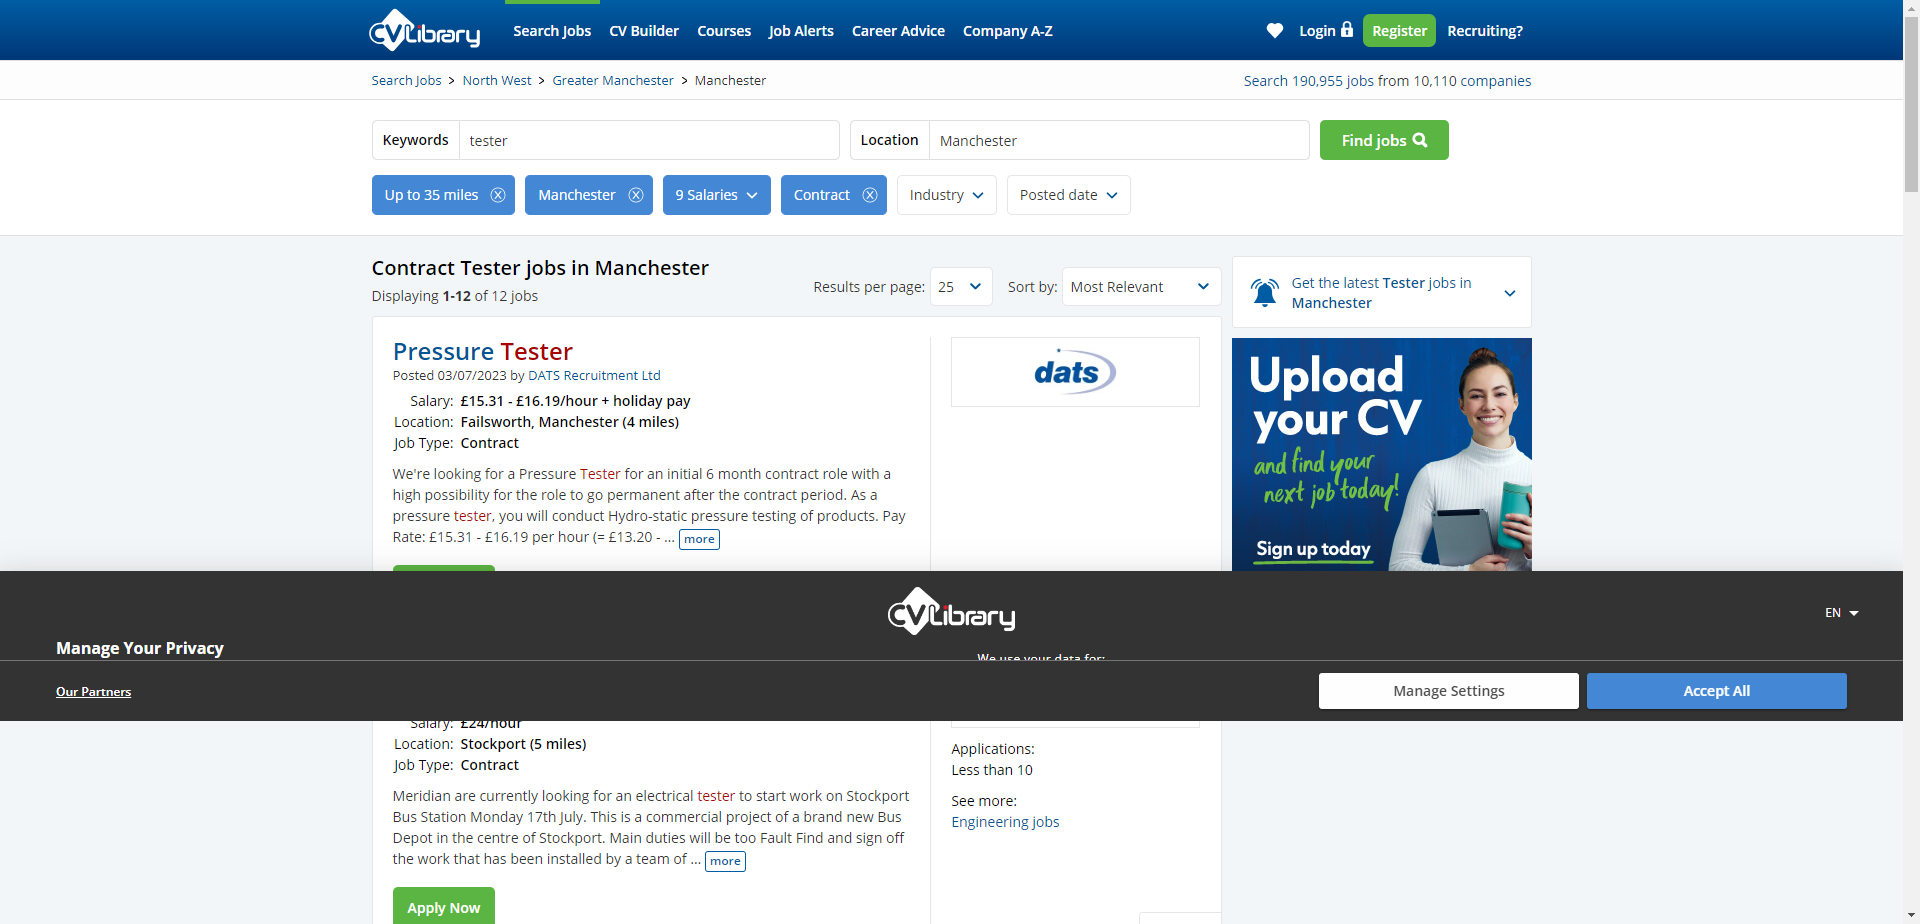 CVLibrary Search Jobs CV Builder Courses Job Alerts Career Advice Company A-Z Login Register Recruiting?
Search Jobs > North West > Greater Manchester > Manchester
Search 190,955 jobs from 10,110 companies
Keywords tester Location Manchester Find jobs
Up to 35 miles Manchester 9 Salaries Contract Industry Posted date
Contract Tester jobs in Manchester
Displaying 1-12 of 12 jobs
Results per page: 25 Sort by: Most Relevant
Get the latest Tester jobs in
Manchester
Pressure Tester
Posted 03/07/2023 by DATS Recruitment Ltd
Salary: £15.31 - £16.19/hour + holiday pay
Location: Failsworth, Manchester (4 miles)
Job Type: Contract
We're looking for a Pressure Tester for an initial 6 month contract role with a
high possibility for the role to go permanent after the contract period. As a
pressure tester, you will conduct Hydro-static pressure testing of products. Pay
Rate: £15.31 - £16.19 per hour (= £13.20 - ... more
dats
Upload
your CV
and find your
next job today!
Sign up today
CVLibrary
EN
Manage Your Privacy
We use your data for:
Our Partners
Manage Settings
Accept All
Salary: £24/hour
Location: Stockport (5 miles)
Job Type: Contract
Meridian are currently looking for an electrical tester to start work on Stockport
Bus Station Monday 17th July. This is a commercial project of a brand new Bus
Depot in the centre of Stockport. Main duties will be too Fault Find and sign off
the work that has been installed by a team of ... more
Apply Now
Applications:
Less than 10
See more:
Engineering jobs